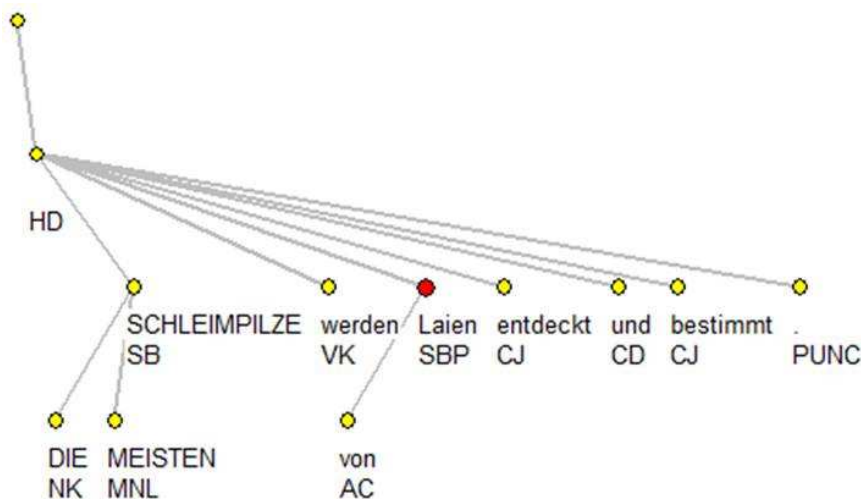 HD
SCHLEIMPILZE werden Laien entdeckt und bestimmt .
SB VK SBP CJ CD CJ PUNC
DIE MEISTEN von
NK MNL AC